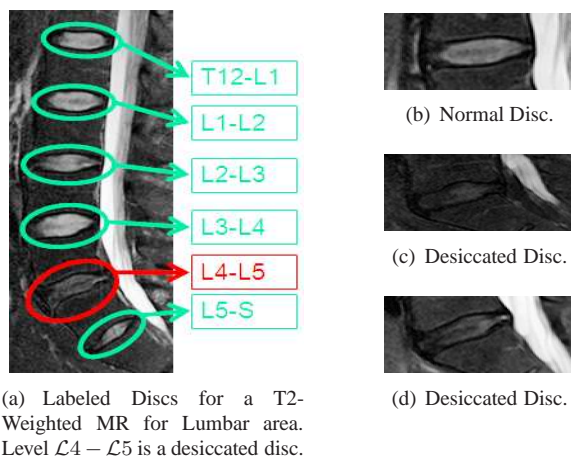 T12-L1
L1-L2
L2-L3
L3-L4
L4-L5
L5-S
(a) Labeled Discs for a T2-
Weighted MR for Lumbar area.
Level L4 − L5 is a desiccated disc.
(b) Normal Disc.
(c) Desiccated Disc.
(d) Desiccated Disc.